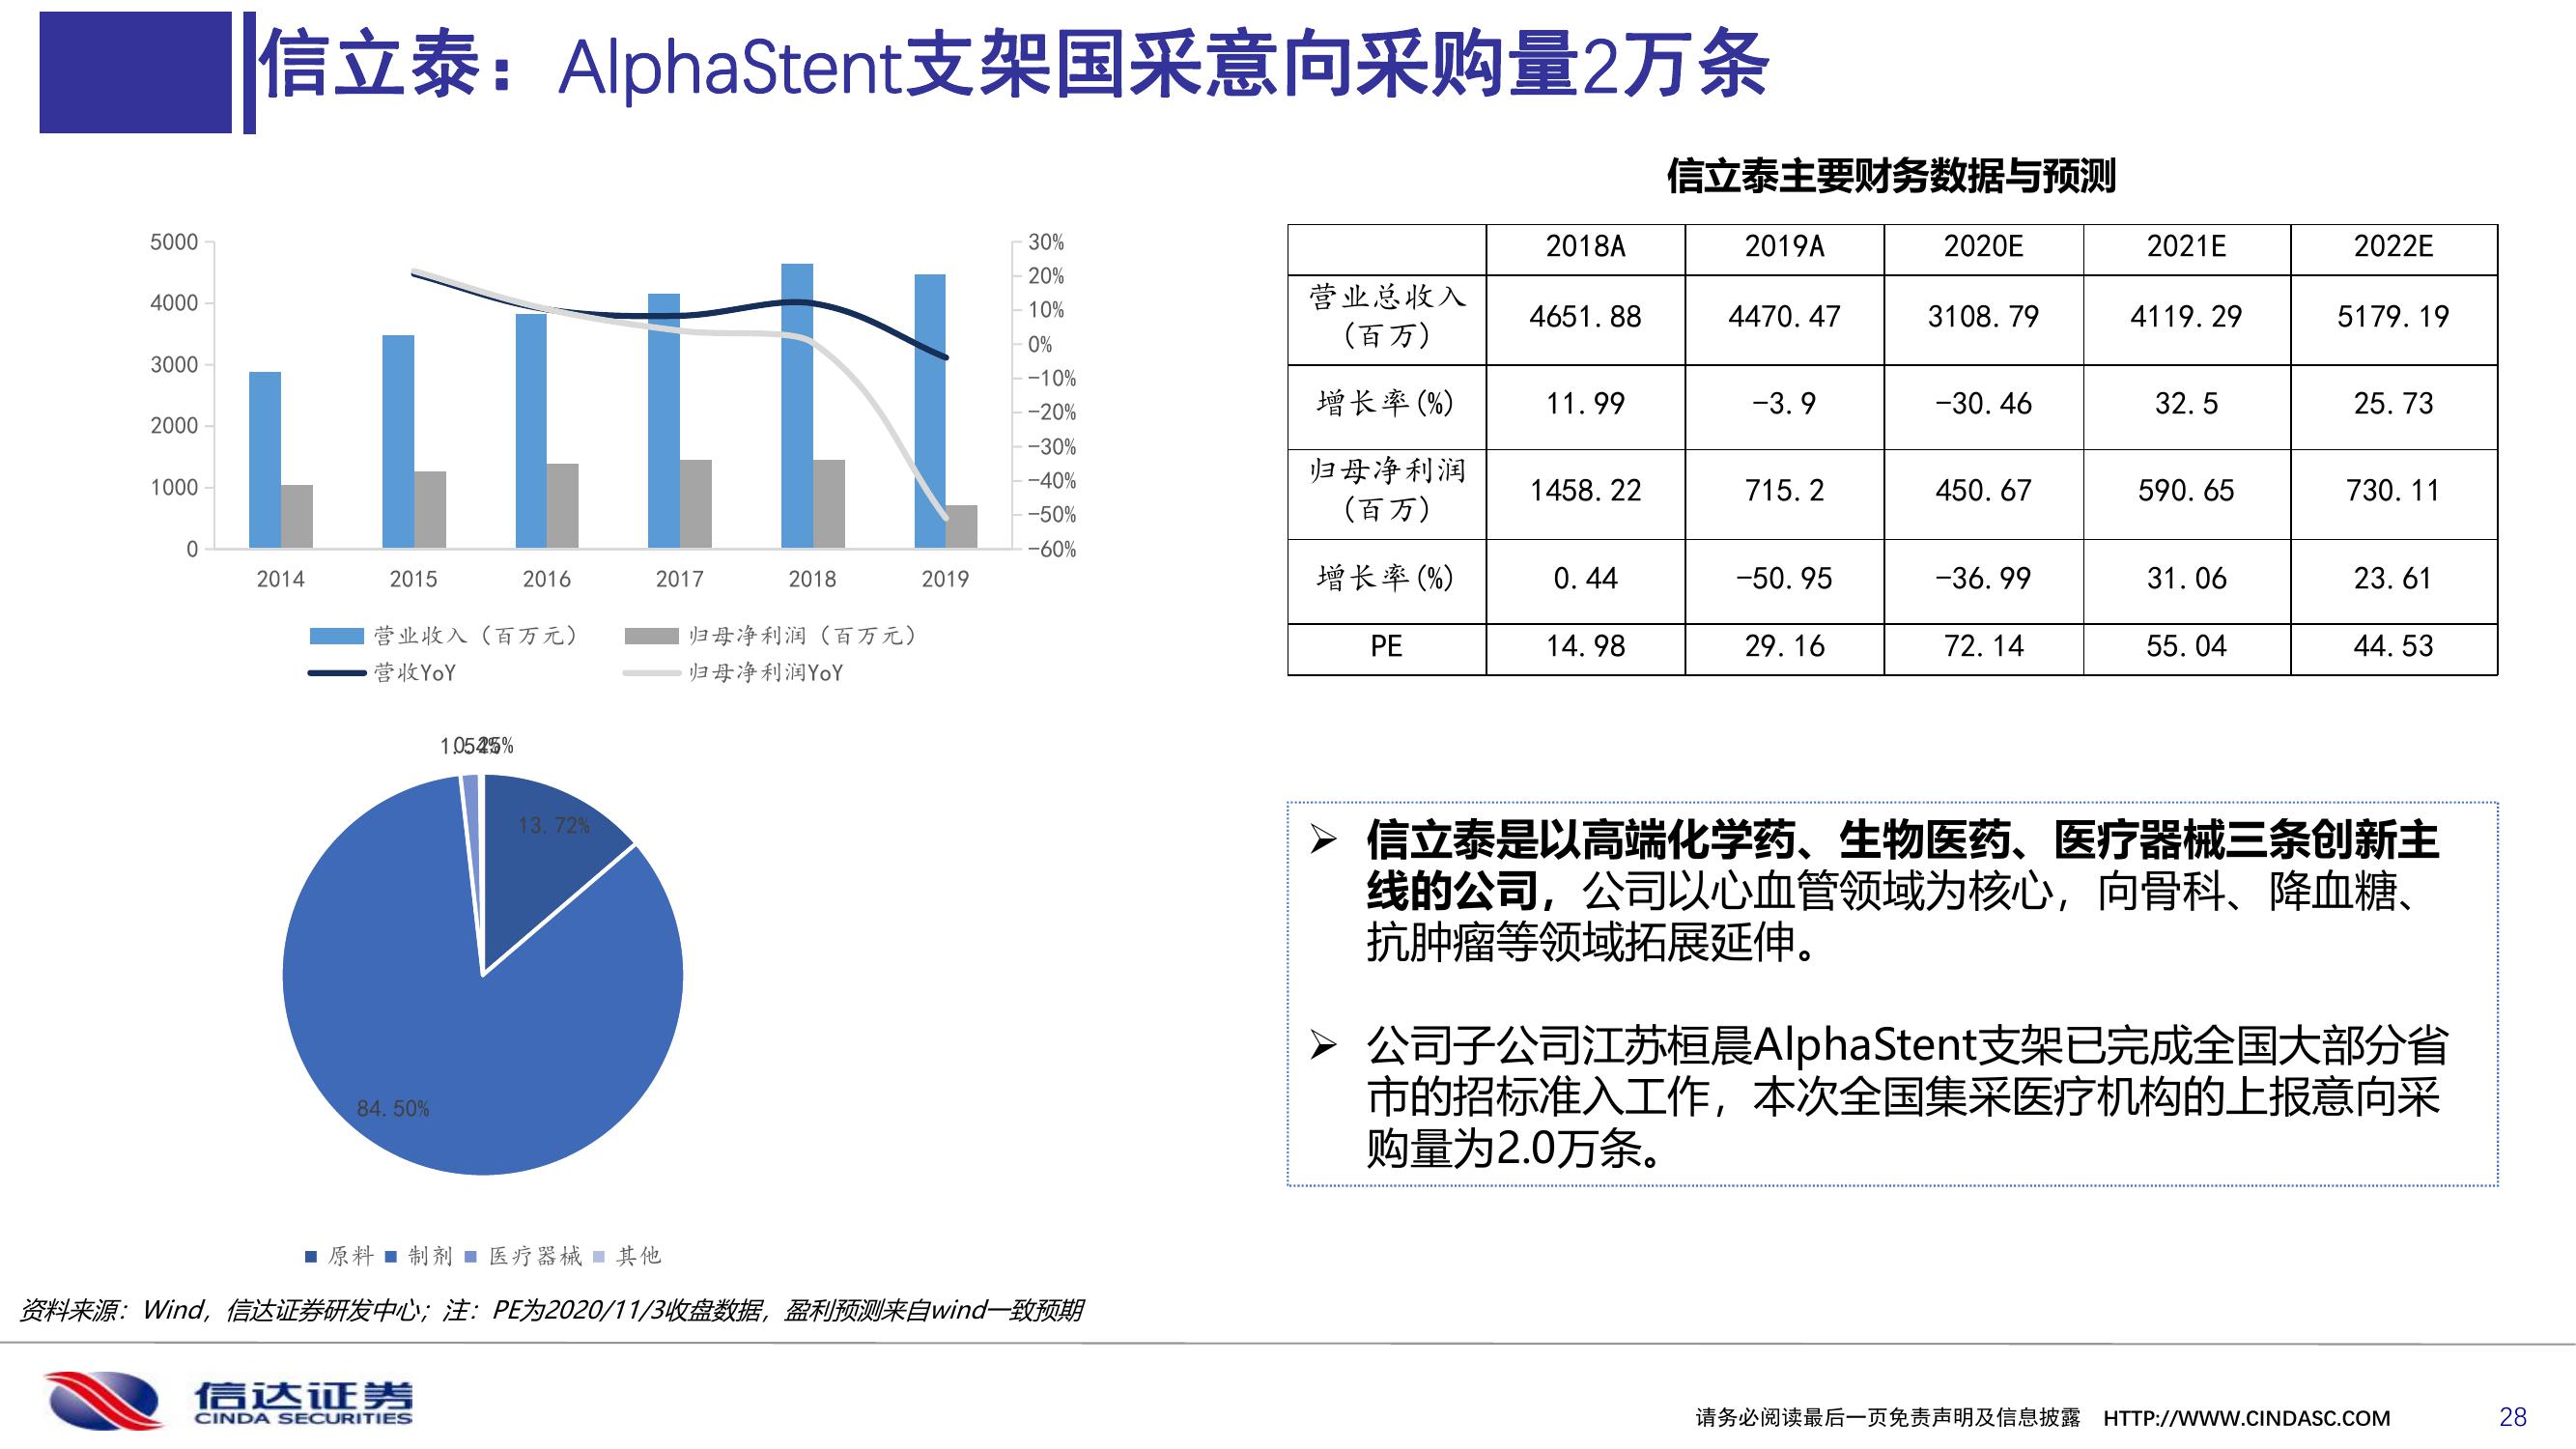 信立泰：AlphaStent支架国采意向采购量2万条
5000
4000
3000
2000
1000
0
30%
20%
10%
0%
-10%
-20%
-30%
-40%
-50%
-60%
2014 2015 2016 2017 2018 2019
营业收入（百万元） 归母净利润（百万元）
营收YoY 归母净利润YoY
13.72%
84.50%
原料 制剂 医疗器械 其他
信立泰主要财务数据与预测
2018A 2019A 2020E 2021E 2022E
营业总收入
(百万) 4651.88 4470.47 3108.79 4119.29 5179.19
增长率(%) 11.99 -3.9 -30.46 32.5 25.73
归母净利润
(百万) 1458.22 715.2 450.67 590.65 730.11
增长率(%) 0.44 -50.95 -36.99 31.06 23.61
PE 14.98 29.16 72.14 55.04 44.53
➢ 信立泰是以高端化学药、生物医药、医疗器械三条创新主
线的公司，公司以心血管领域为核心，向骨科、降血糖、
抗肿瘤等领域拓展延伸。
➢ 公司子公司江苏桓晨AlphaStent支架已完成全国大部分省
市的招标准入工作，本次全国集采医疗机构的上报意向采
购量为2.0万条。
资料来源：Wind，信达证券研发中心；注：PE为2020/11/3收盘数据，盈利预测来自wind一致预期
信达证券
CINDA SECURITIES
请务必阅读最后一页免责声明及信息披露 HTTP://WWW.CINDASC.COM 28